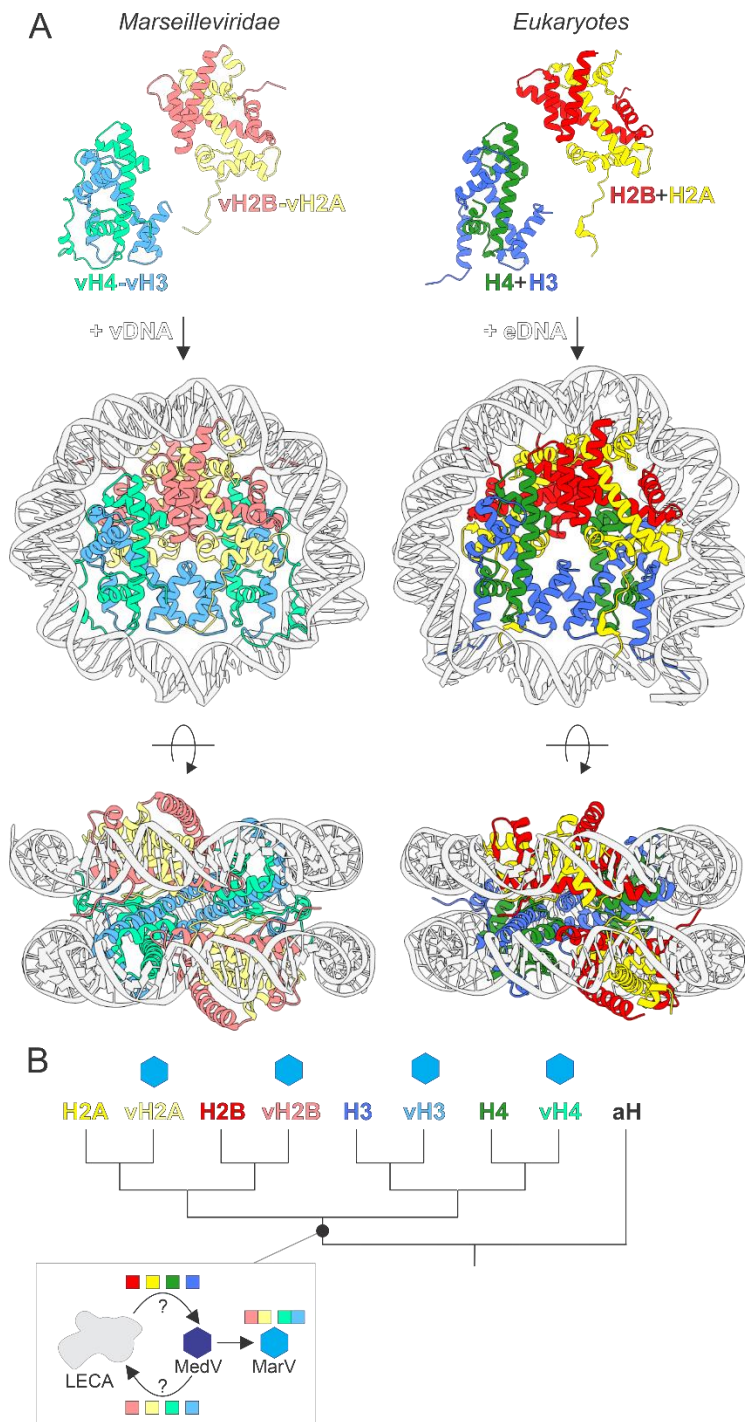 A
Marseilleviridae Eukaryotes
vH2B-vH2A
H2B+H2A
vH4-vH3
H4+H3
+ vDNA
+ eDNA
B
H2A vH2A H2B vH2B H3 vH3 H4 vH4 aH
?
LECA
MedV
MarV
?